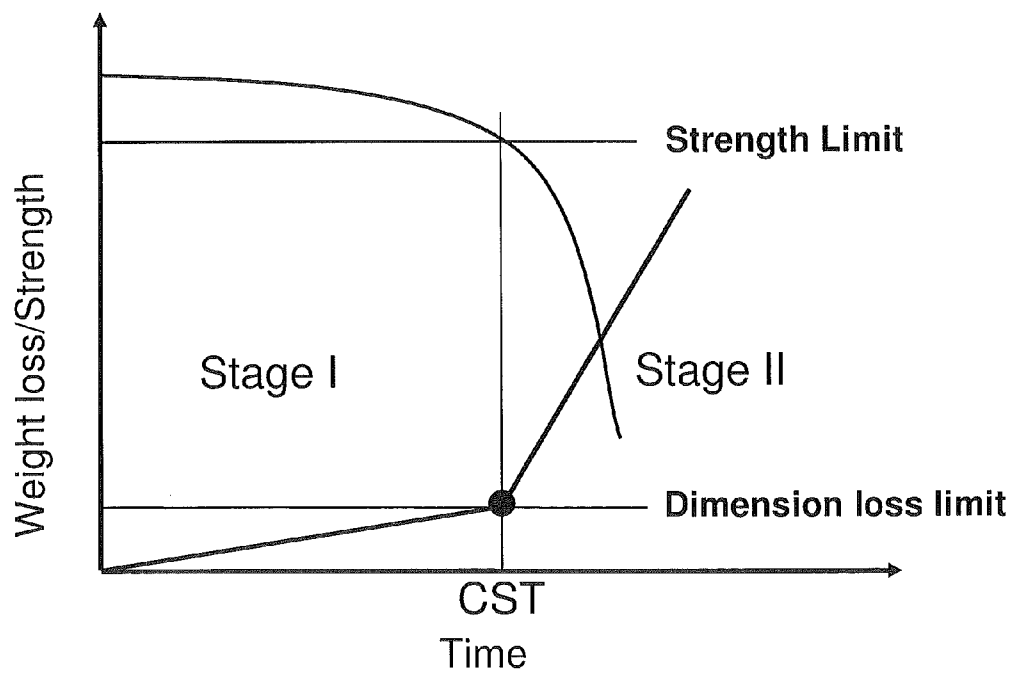 Weight loss/Strength
Strength Limit
Stage I
Stage II
Dimension loss limit
CST
Time